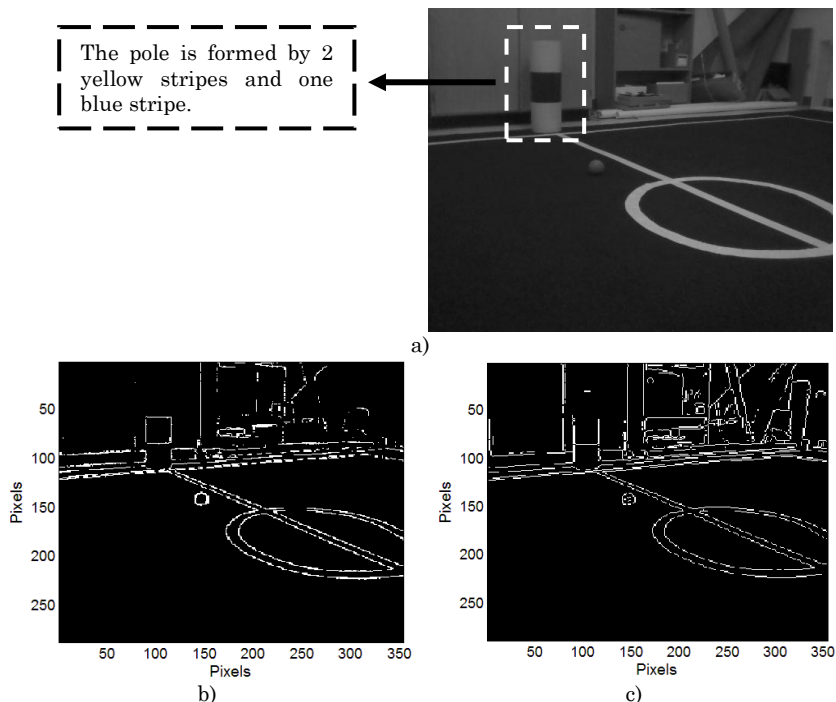 The pole is formed by 2
yellow stripes and one
blue stripe.
a)
50
100
150
200
250
Pixels
50 100 150 200 250 300 350
Pixels
b)
50
100
150
200
250
Pixels
50 100 150 200 250 300 350
Pixels
c)